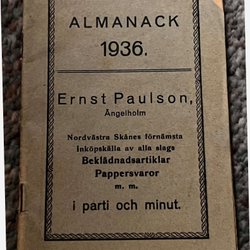 ALMANACK
1936.
Ernst Paulson,
Ängelholm
Nordvästra Skånes förnämsta
inköpskälla av alla slags
Beklädnadsartiklar
Pappersvaror
m. m.
i parti och minut.